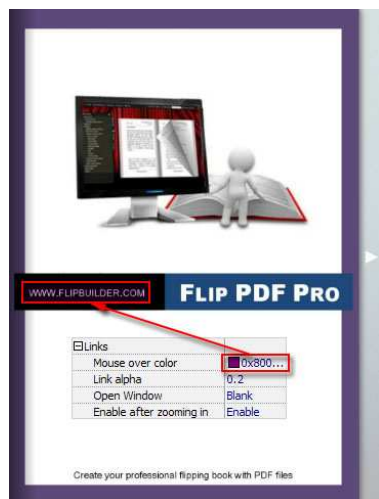 WWW.FLIPBUILDER.COM
FLIP PDF PRO
Links
Mouse over color 0x800...
Link alpha 0.2
Open Window Blank
Enable after zooming in Enable
Create your professional flipping book with PDF files